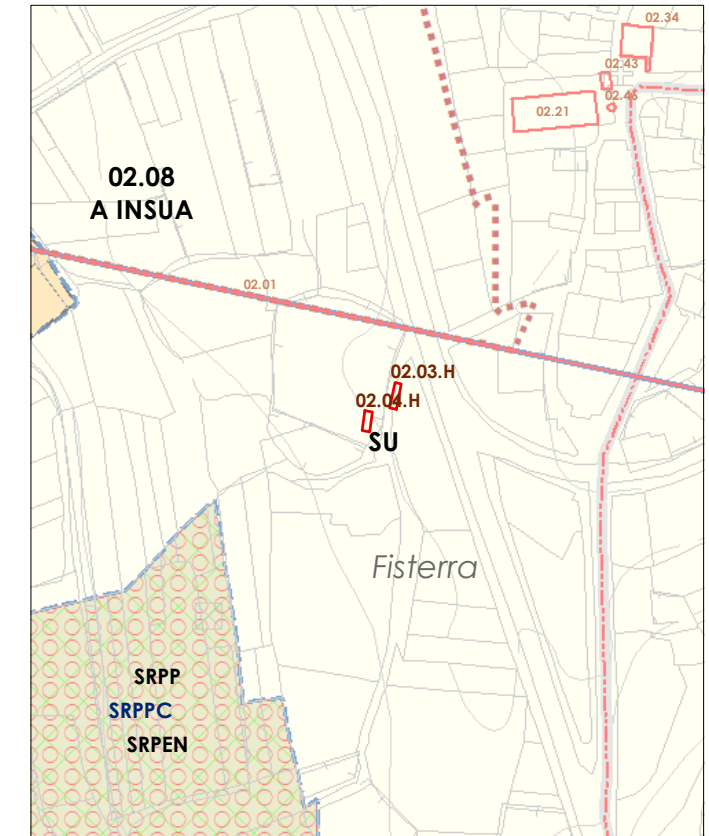 02.34
02.43
02.46
02.21
02.08
A INSUA
02.01
02.03.H
02.04.H
SU
Fisterra
SRPP
SRPPC
SRPEN